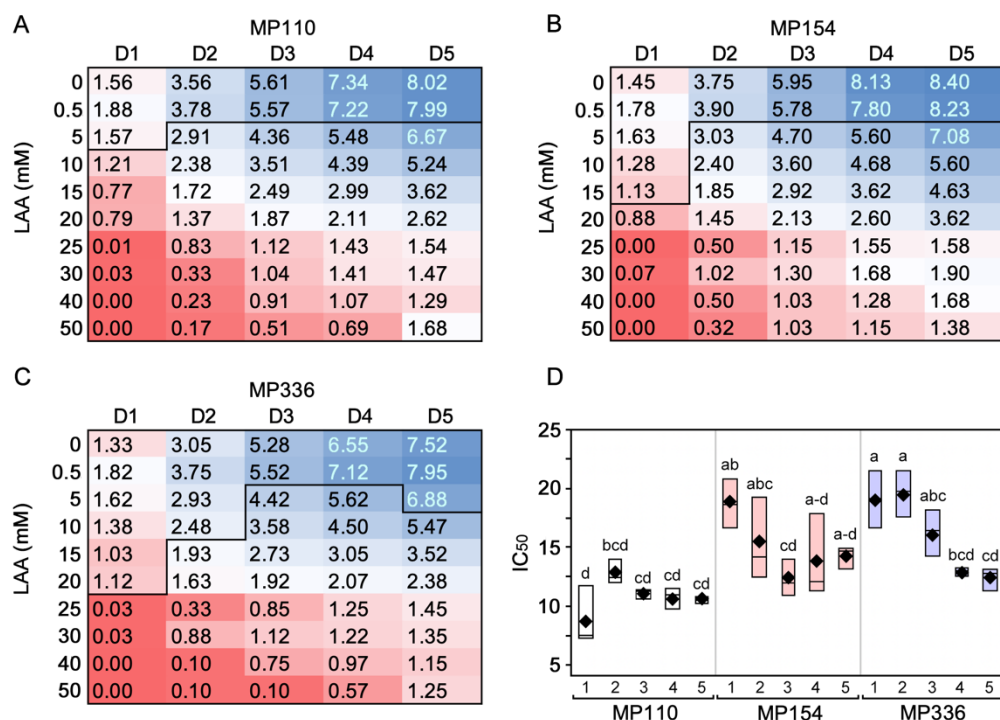 A
MP110
D1 D2 D3 D4 D5
LAA (mM)
0 1.56 3.56 5.61 7.34 8.02
0.5 1.88 3.78 5.57 7.22 7.99
5 1.57 2.91 4.36 5.48 6.67
10 1.21 2.38 3.51 4.39 5.24
15 0.77 1.72 2.49 2.99 3.62
20 0.79 1.37 1.87 2.11 2.62
25 0.01 0.83 1.12 1.43 1.54
30 0.03 0.33 1.04 1.41 1.47
40 0.00 0.23 0.91 1.07 1.29
50 0.00 0.17 0.51 0.69 1.68
B
MP154
D1 D2 D3 D4 D5
LAA (mM)
0 1.45 3.75 5.95 8.13 8.40
0.5 1.78 3.90 5.78 7.80 8.23
5 1.63 3.03 4.70 5.60 7.08
10 1.28 2.40 3.60 4.68 5.60
15 1.13 1.85 2.92 3.62 4.63
20 0.88 1.45 2.13 2.60 3.62
25 0.00 0.50 1.15 1.55 1.58
30 0.07 1.02 1.30 1.68 1.90
40 0.00 0.50 1.03 1.28 1.68
50 0.00 0.32 1.03 1.15 1.38
C
MP336
D1 D2 D3 D4 D5
LAA (mM)
0 1.33 3.05 5.28 6.55 7.52
0.5 1.82 3.75 5.52 7.12 7.95
5 1.62 2.93 4.42 5.62 6.88
10 1.38 2.48 3.58 4.50 5.47
15 1.03 1.93 2.73 3.05 3.52
20 1.12 1.63 1.92 2.07 2.38
25 0.03 0.33 0.85 1.25 1.45
30 0.03 0.88 1.12 1.22 1.35
40 0.00 0.10 0.75 0.97 1.15
50 0.00 0.10 0.10 0.57 1.25
D
IC50
25
20
15
10
5
d bcd cd cd cd ab abc cd a-d a-d a a abc bcd cd
1 2 3 4 5 1 2 3 4 5 1 2 3 4 5
MP110 MP154 MP336